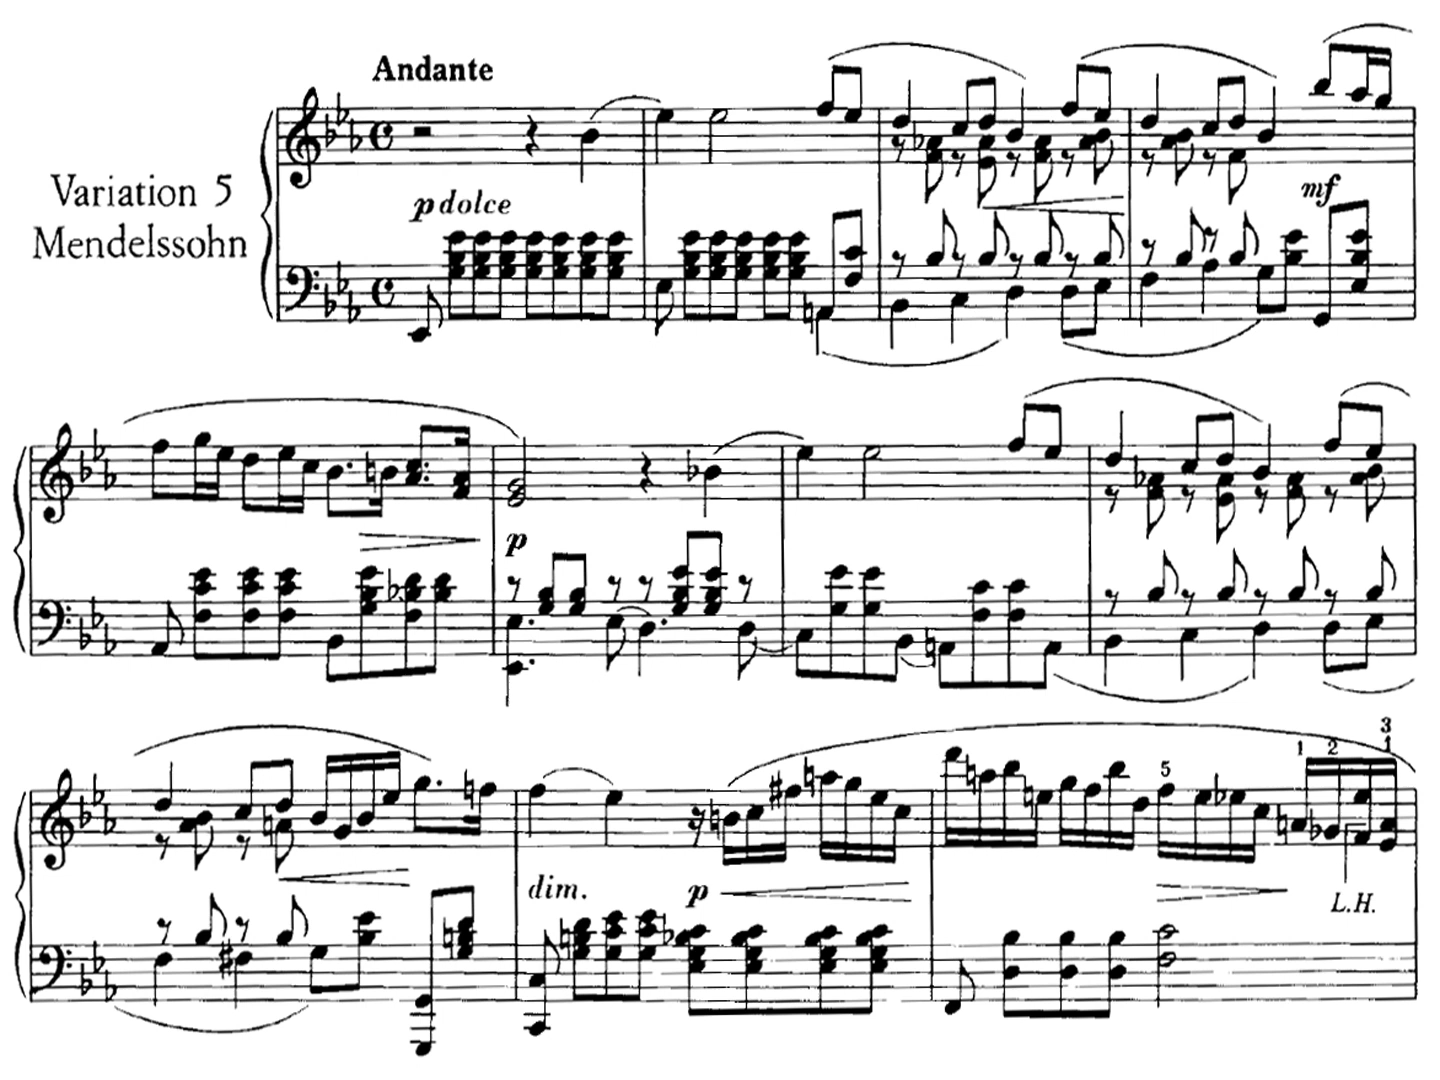 Andante
Variation 5
Mendelssohn
p dolce
mf
p
3
1 2 1
5
dim.
p
L.H.